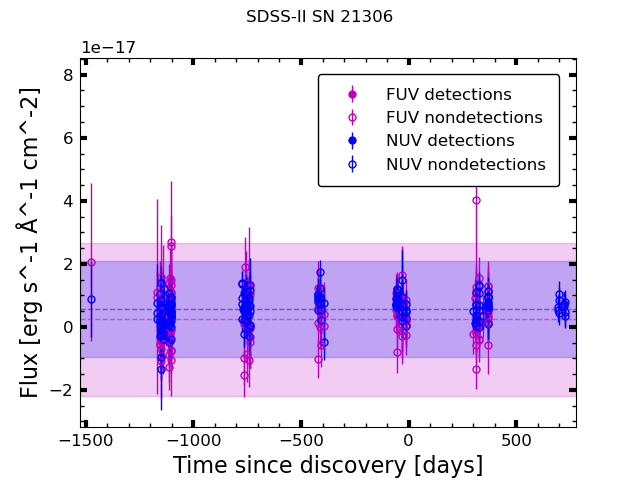 SDSS-II SN 21306
1e−17
FUV detections
FUV nondetections
NUV detections
NUV nondetections
8
6
4
2
0
−2
Flux [erg s^-1 Å^-1 cm^-2]
−1500
−1000
−500
0
500
Time since discovery [days]